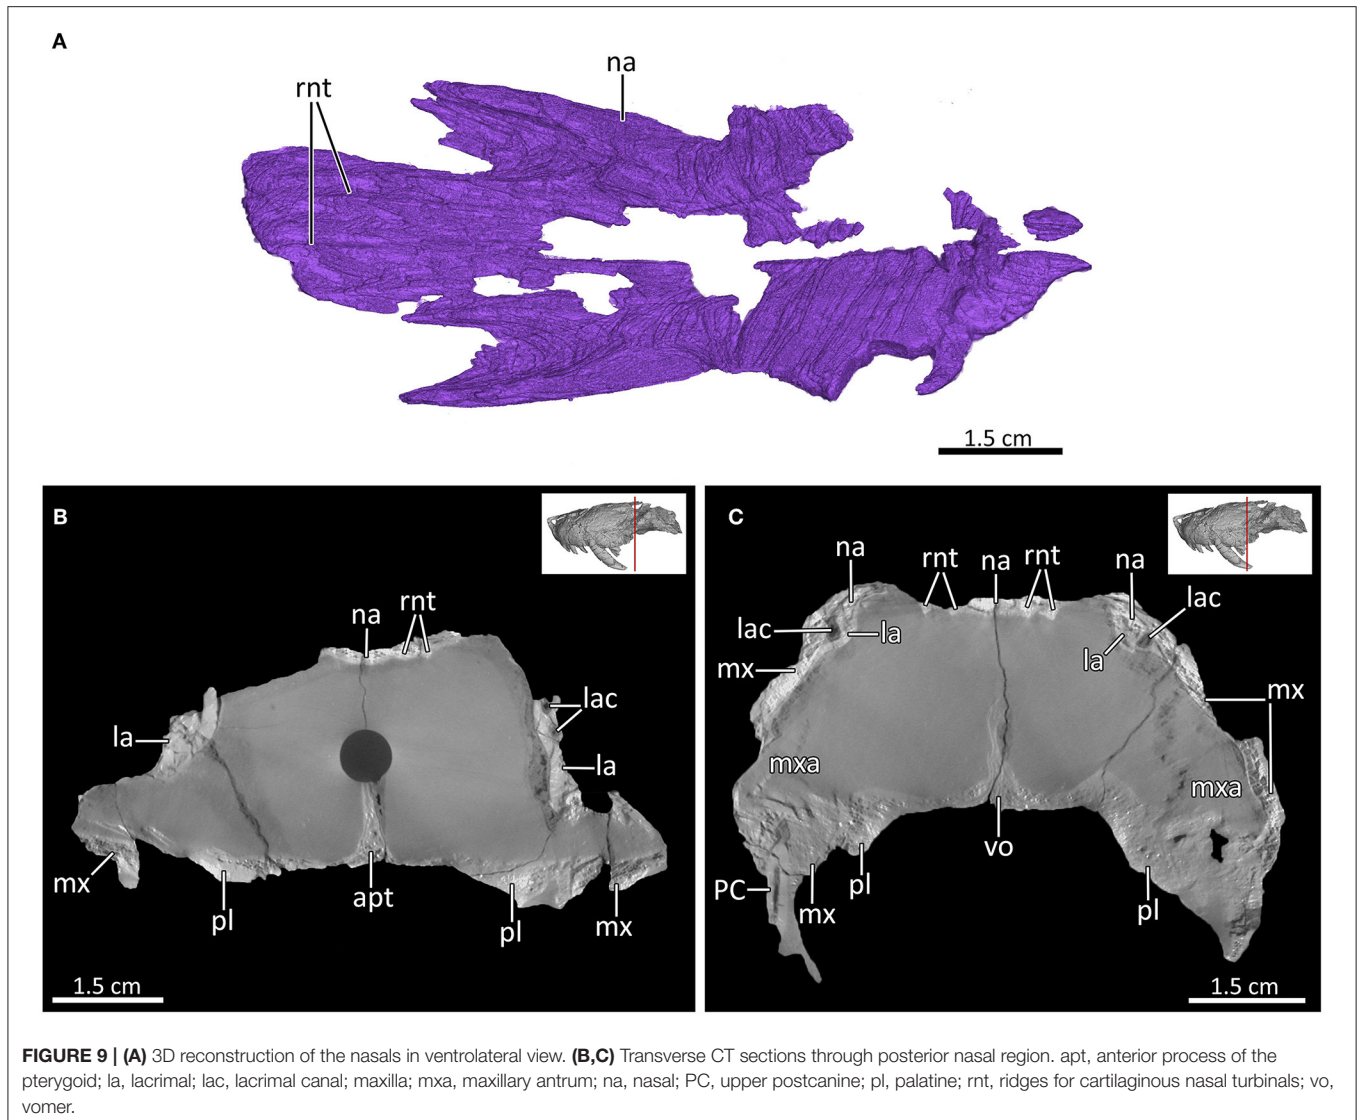 A
na
rnt
1.5 cm
B
na
rnt
lac
la
la
mx
pl
apt
pl
mx
1.5 cm
C
na
rnt
na
rnt
na
lac
lac
la
la
mx
mx
mxa
mxa
vo
PC
mx
pl
pl
1.5 cm
FIGURE 9 | (A) 3D reconstruction of the nasals in ventrolateral view. (B,C) Transverse CT sections through posterior nasal region. apt, anterior process of the
pterygoid; la, lacrimal; lac, lacrimal canal; maxilla; mxa, maxillary antrum; na, nasal; PC, upper postcanine; pl, palatine; rnt, ridges for cartilaginous nasal turbinals; vo,
vomer.